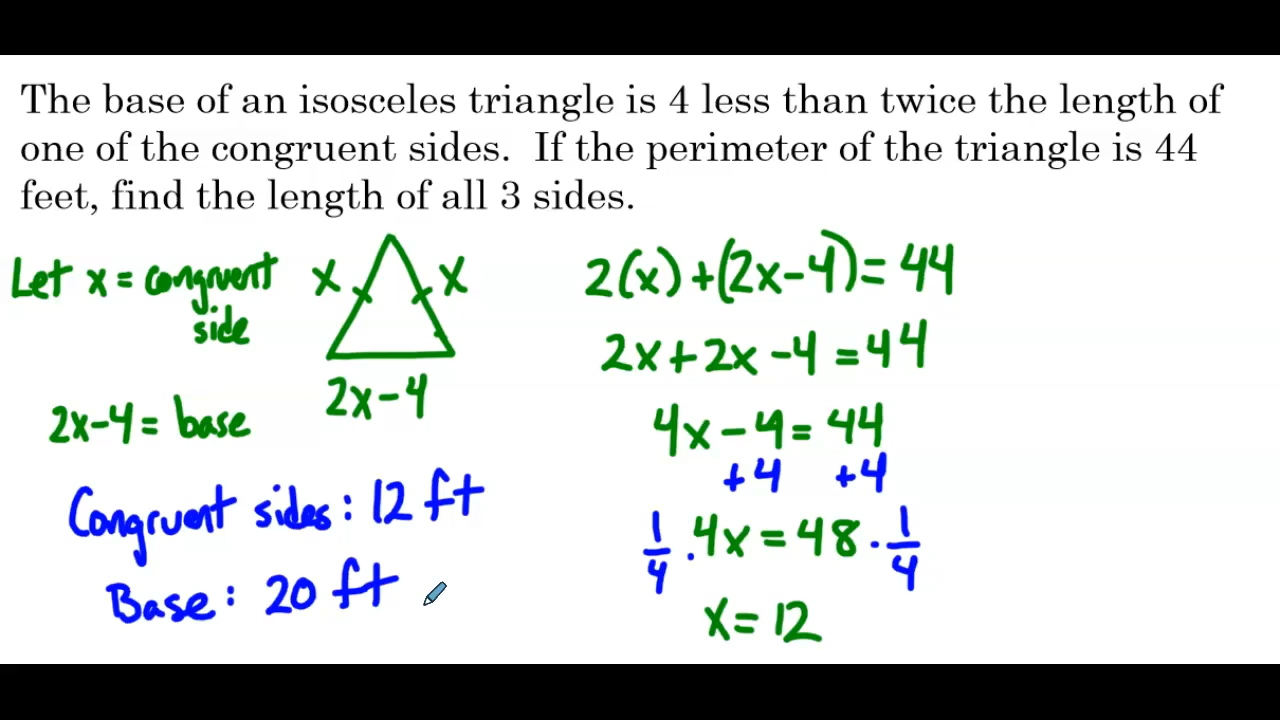 The base of an isosceles triangle is 4 less than twice the length of
one of the congruent sides. If the perimeter of the triangle is 44
feet, find the length of all 3 sides.
Let x = congruent
side
x x
2x-4
2x-4 = base
Congruent sides: 12 ft
Base: 20 ft
2(x)+(2x-4)= 44
2x+2x-4=44
4x-4=44
+4 +4
1/4 · 4x=48 · 1/4
x=12